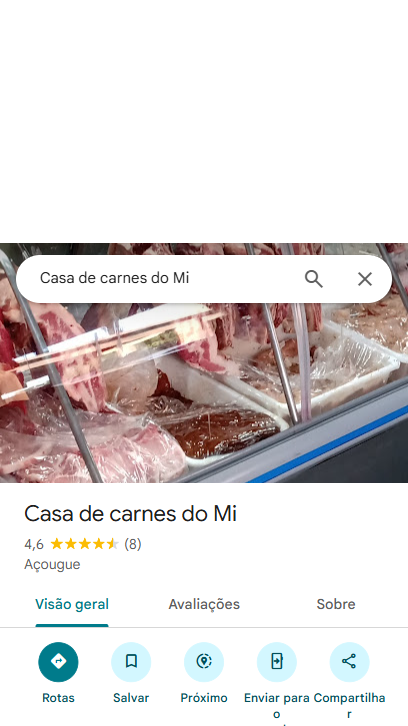 Casa de carnes do Mi
Casa de carnes do Mi
4,6 (8)
Açougue
Visão geral Avaliações Sobre
Rotas Salvar Próximo Enviar para Compartilha
o r